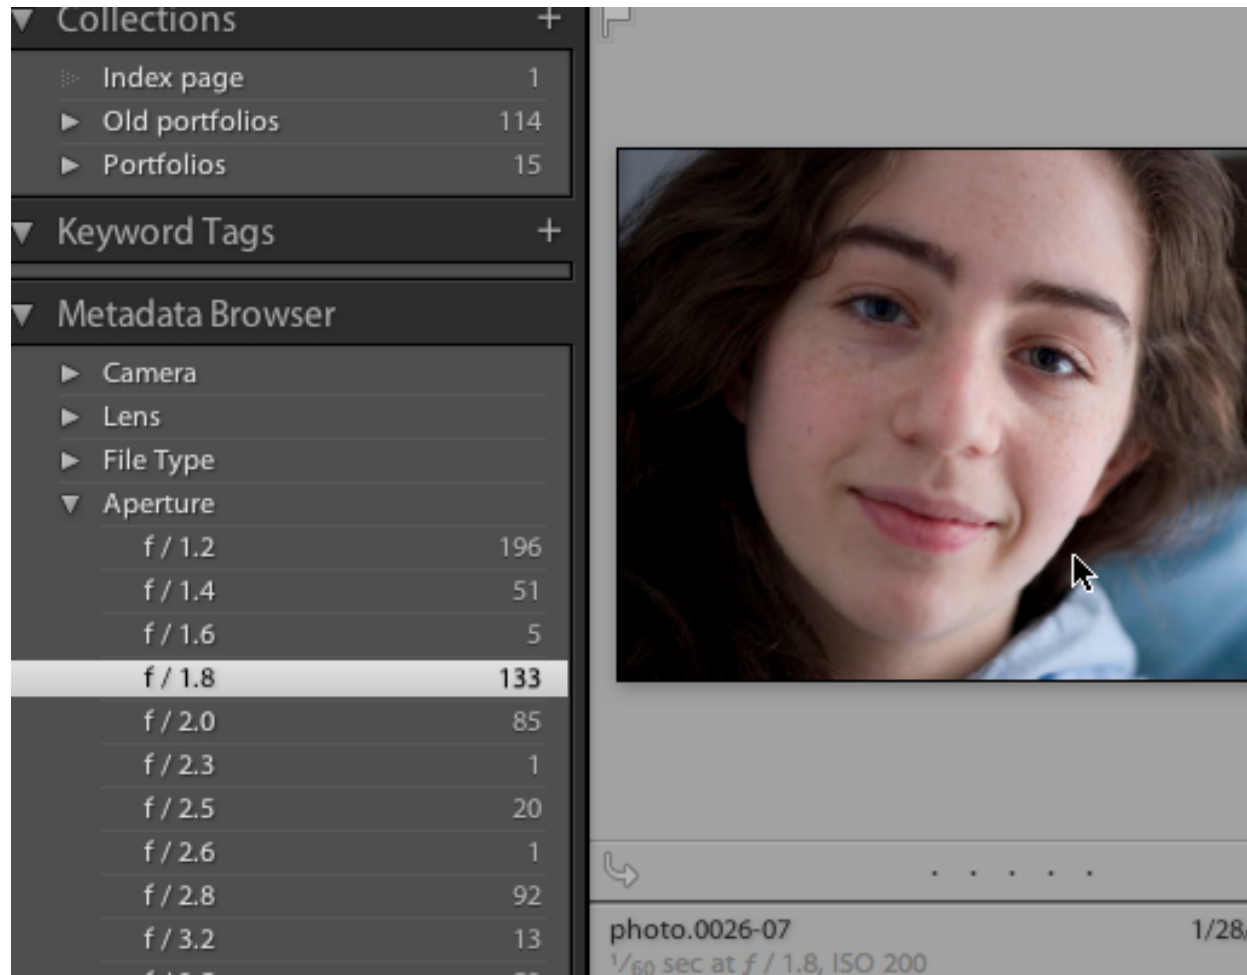 Collections +
Index page 1
Old portfolios 114
Portfolios 15
Keyword Tags +
Metadata Browser
Camera
Lens
File Type
Aperture
f / 1.2 196
f / 1.4 51
f / 1.6 5
f / 1.8 133
f / 2.0 85
f / 2.3 1
f / 2.5 20
f / 2.6 1
f / 2.8 92
f / 3.2 13
photo.0026-07 1/28/
1/60 sec at ƒ / 1.8, ISO 200